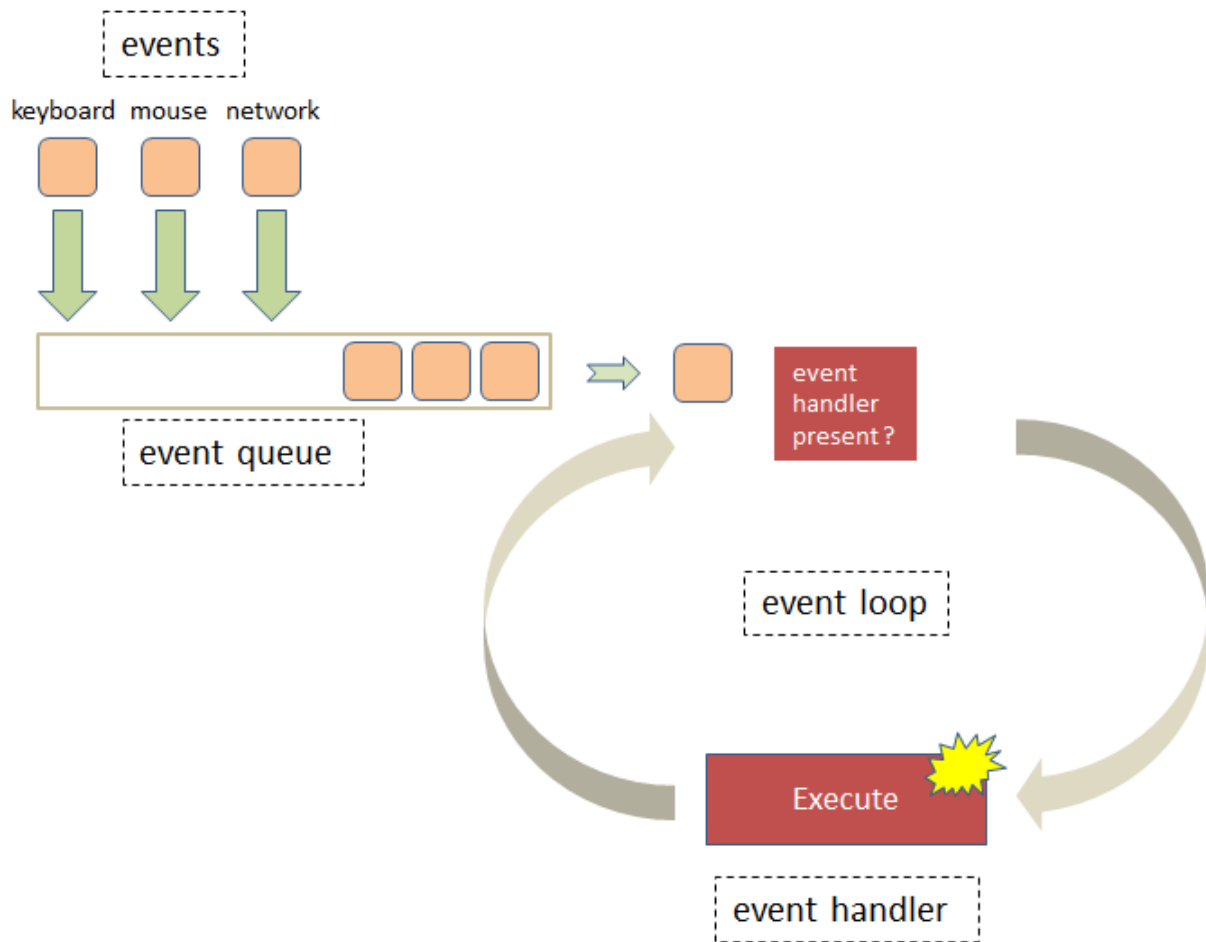 events
keyboard mouse network
event
handler
present ?
event queue
event loop
Execute
event handler